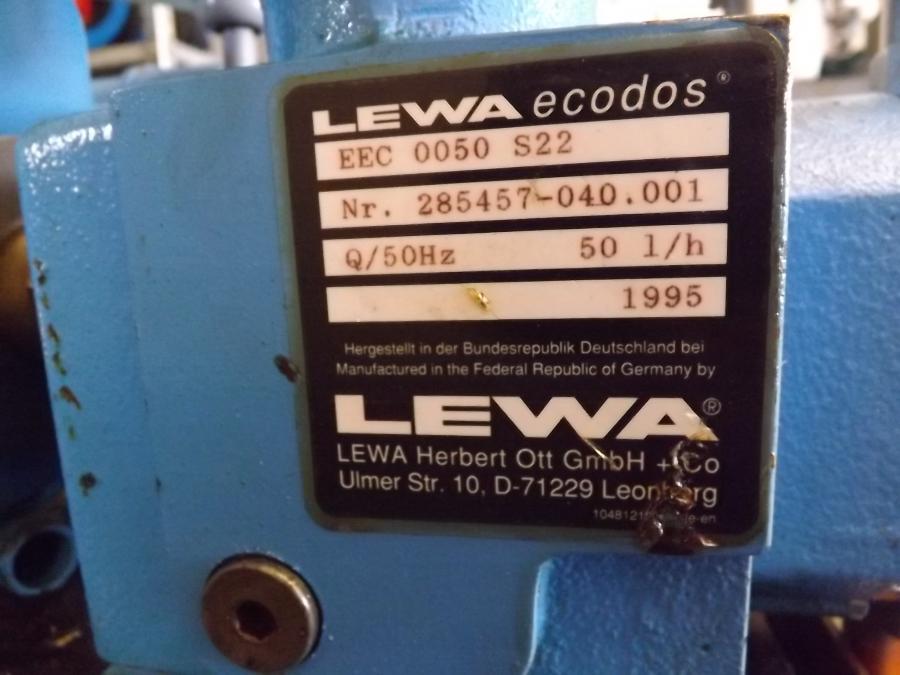 LEWA ecodos®
EEC 0050 S22
Nr. 285457-040.001
Q/50Hz 50 l/h
1995
Hergestellt in der Bundesrepublik Deutschland bei
Manufactured in the Federal Republic of Germany by
LEWA®
LEWA Herbert Ott GmbH + Co
Ulmer Str. 10, D-71229 Leonberg